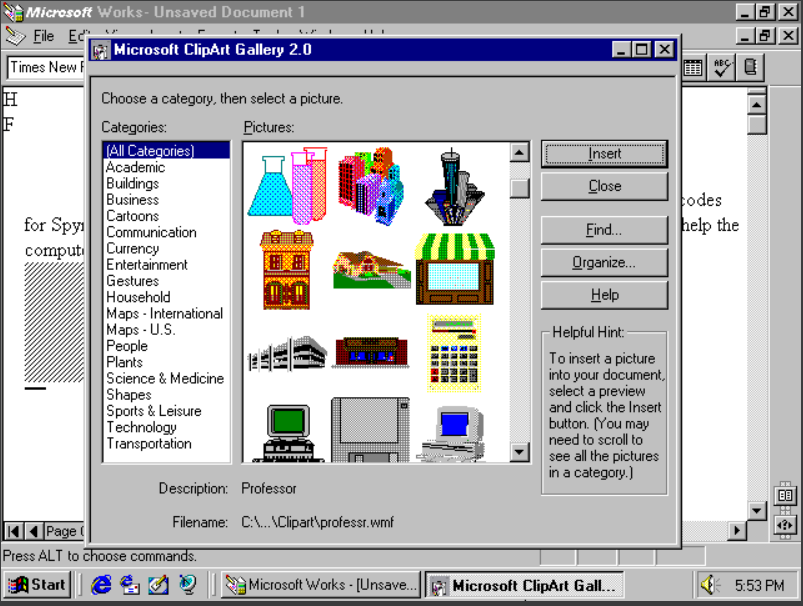 Microsoft Works- Unsaved Document 1
File
Microsoft ClipArt Gallery 2.0
Times New
H
F
ABC
Choose a category, then select a picture.
Categories:
Pictures:
(All Categories)
Academic
Buildings
Business
Cartoons
Communication
Currency
Entertainment
Gestures
Household
Maps - International
Maps - U.S.
People
Plants
Science & Medicine
Shapes
Sports & Leisure
Technology
Transportation
Insert
Close
Find...
Organize...
Help
Helpful Hint:
To insert a picture
into your document,
select a preview
and click the Insert
button. (You may
need to scroll to
see all the pictures
in a category.)
codes
for
help the
Description: Professor
Filename: C:\...\Clipart\professr.wmf
Page
Press ALT to choose commands.
Start
Microsoft Works - [Unsave...
Microsoft ClipArt Gall...
5:53 PM